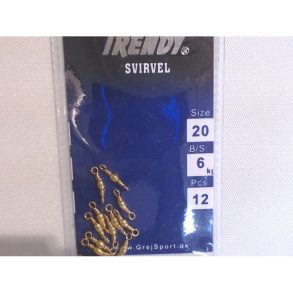 TRENDY®
SVIRVEL
Size
20
B/S
6 kg
Pcs
12
www.GrejSport.dk